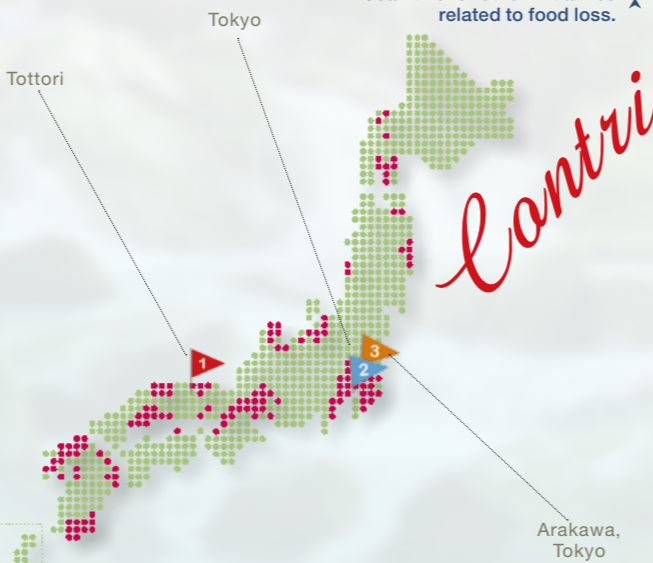 related to food loss.
Tokyo
Tottori
Contri
1
3
2
Arakawa,
Tokyo